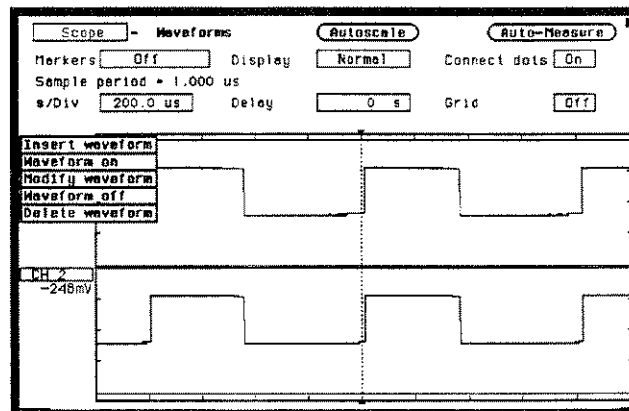 Scope - Waveforms Autoscale Auto-Measure
Markers Off Display Normal Connect dots On
Sample period = 1.000 us
s/Div 200.0 us Delay 0 s Grid Off
Insert waveform
Waveform on
Modify waveform
Waveform off
Delete waveform
CH 2
-248mV